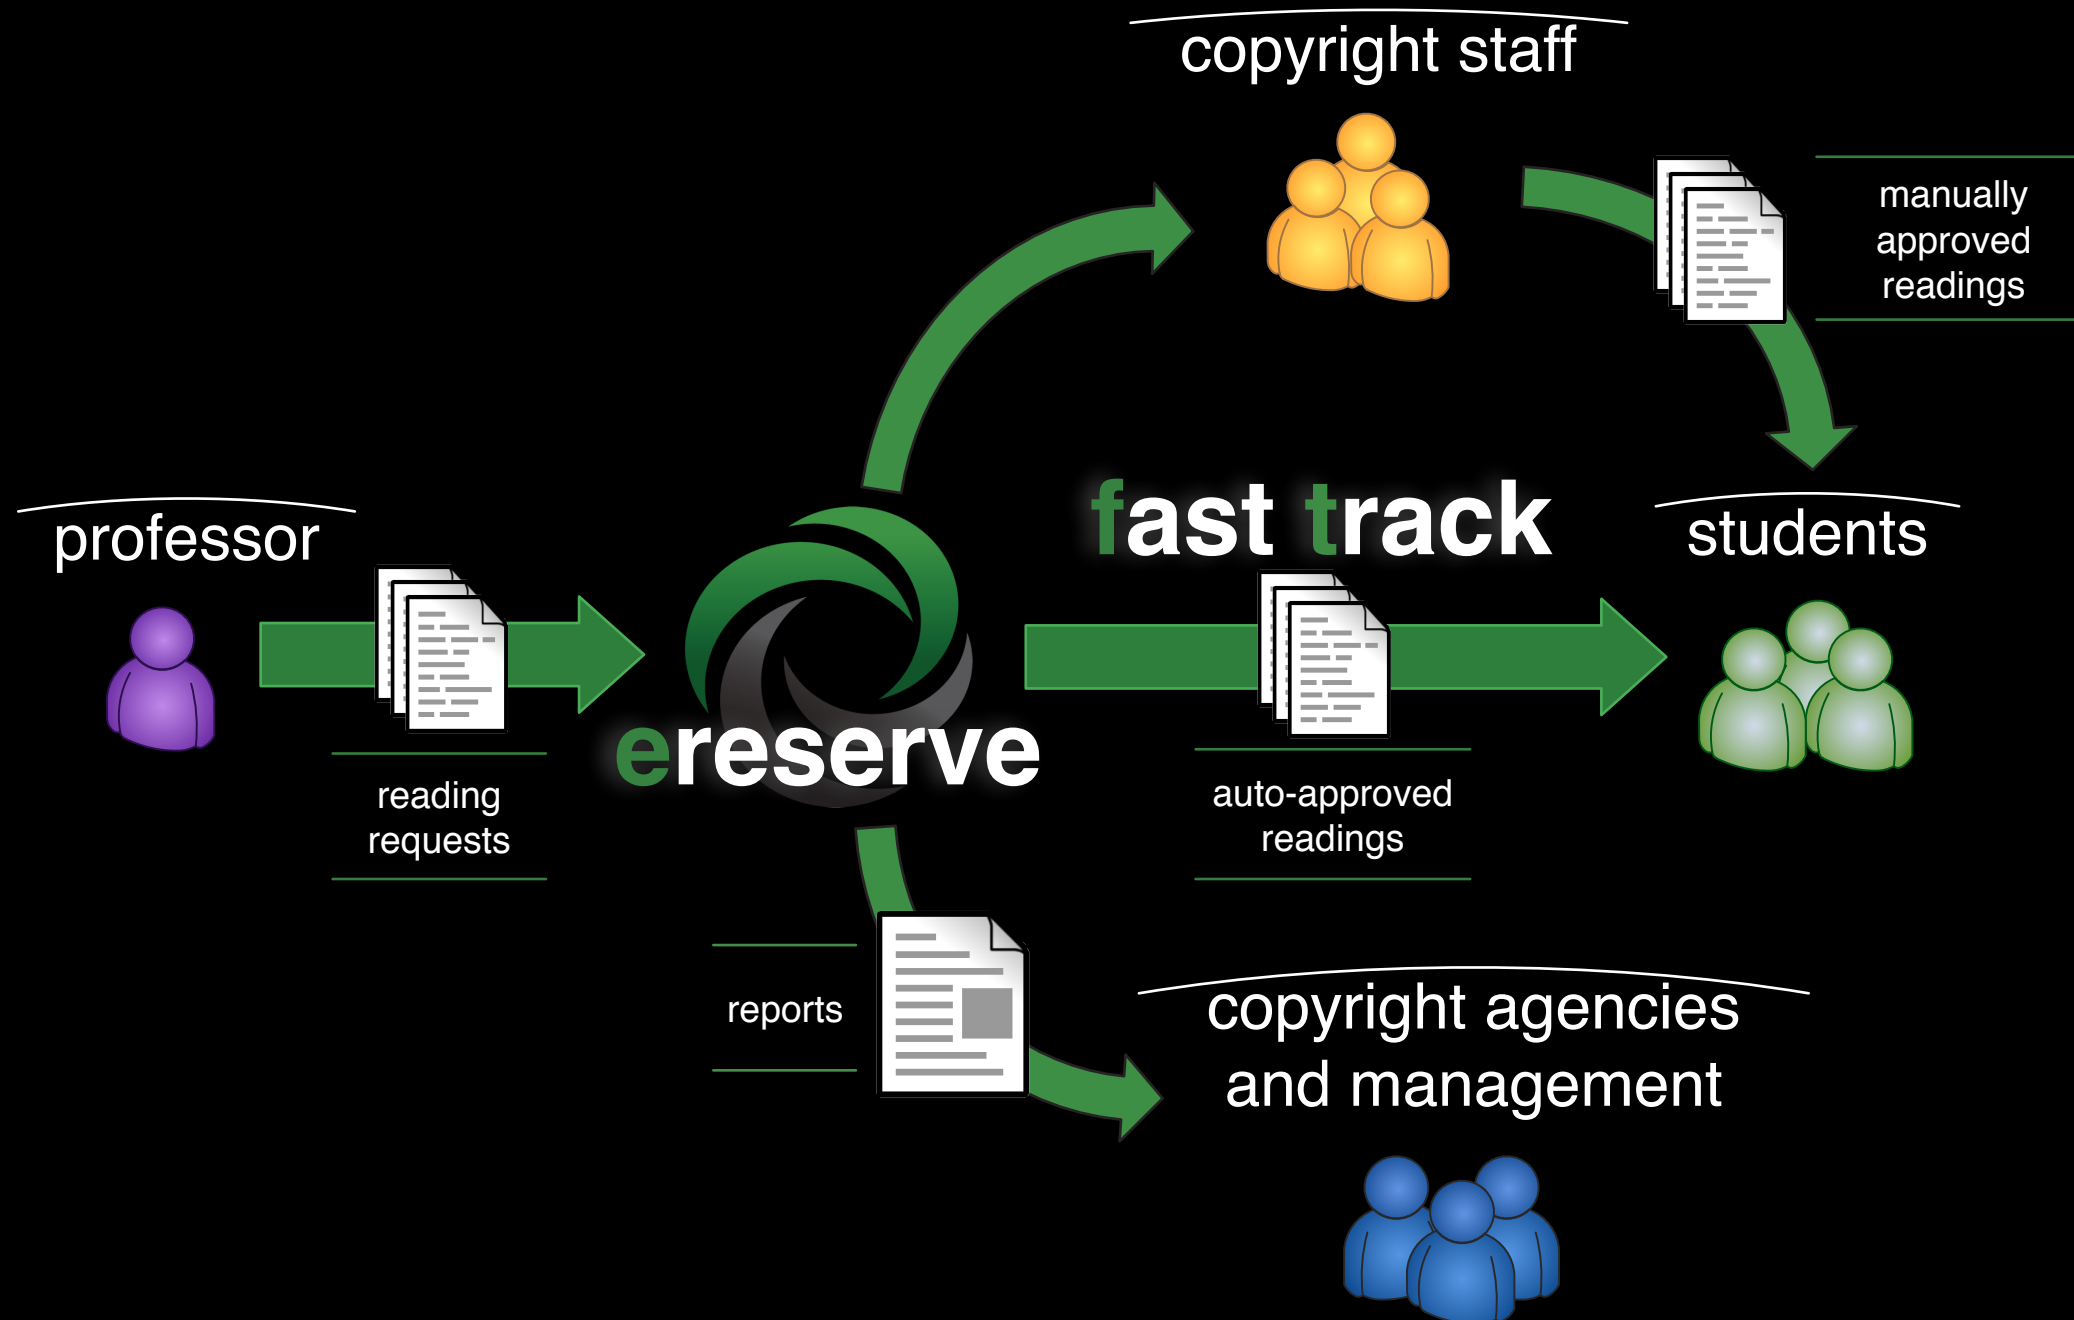 copyright staff
manually
approved
readings
professor
fast track
students
reading
requests
ereserve
auto-approved
readings
reports
copyright agencies
and management